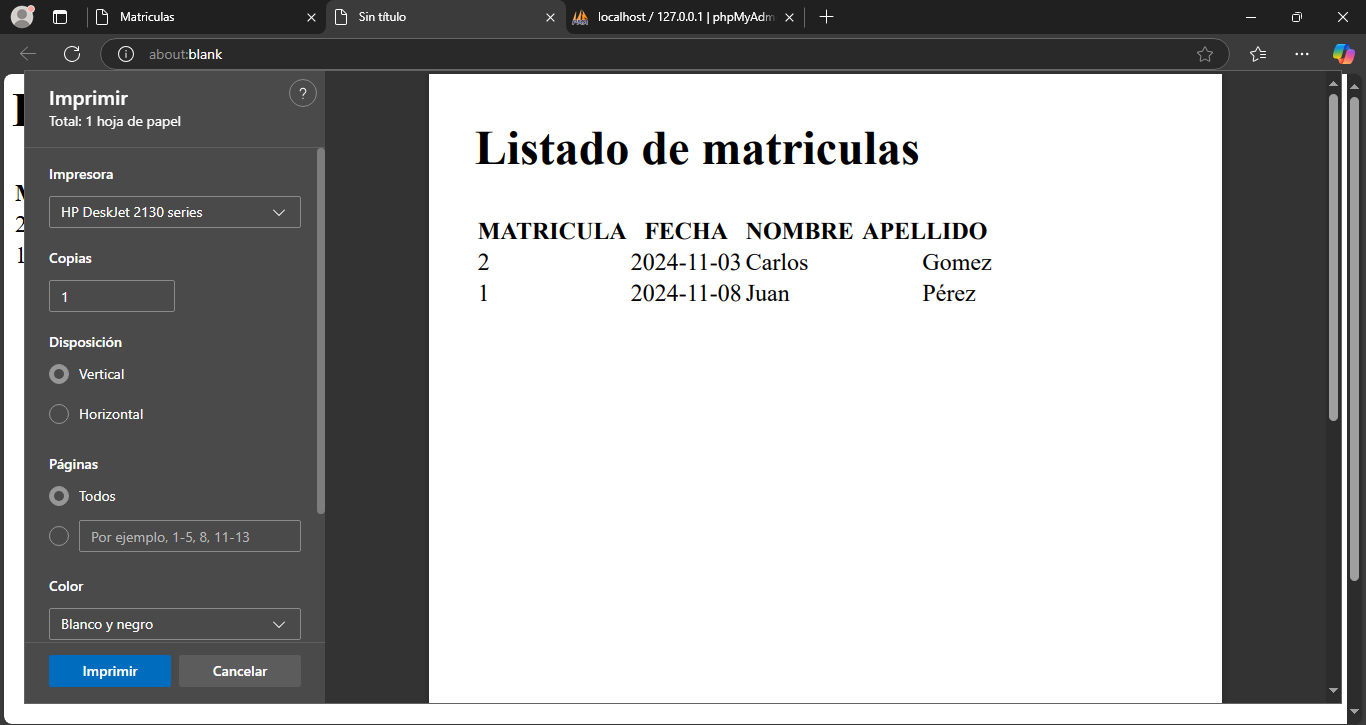 Matriculas
Sin título
localhost / 127.0.0.1 | phpMyAdm
about:blank
Imprimir
?
Total: 1 hoja de papel
Impresora
HP DeskJet 2130 series
Copias
1
Disposición
Vertical
Horizontal
Páginas
Todos
Por ejemplo, 1-5, 8, 11-13
Color
Blanco y negro
Imprimir Cancelar
Listado de matriculas
MATRICULA FECHA NOMBRE APELLIDO
2 2024-11-03 Carlos Gomez
1 2024-11-08 Juan Pérez